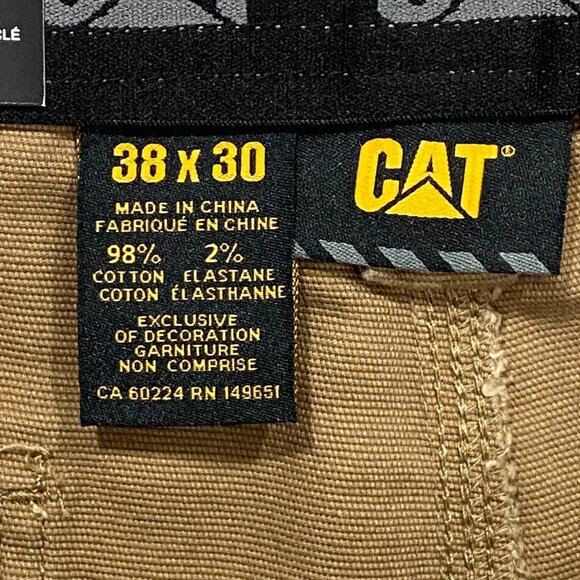 CLÉ
38 X 30
MADE IN CHINA
FABRIQUÉ EN CHINE
98% 2%
COTTON ELASTANE
COTON ÉLASTHANNE
EXCLUSIVE
OF DECORATION
GARNITURE
NON COMPRISE
CA 60224 RN 149651
CAT®